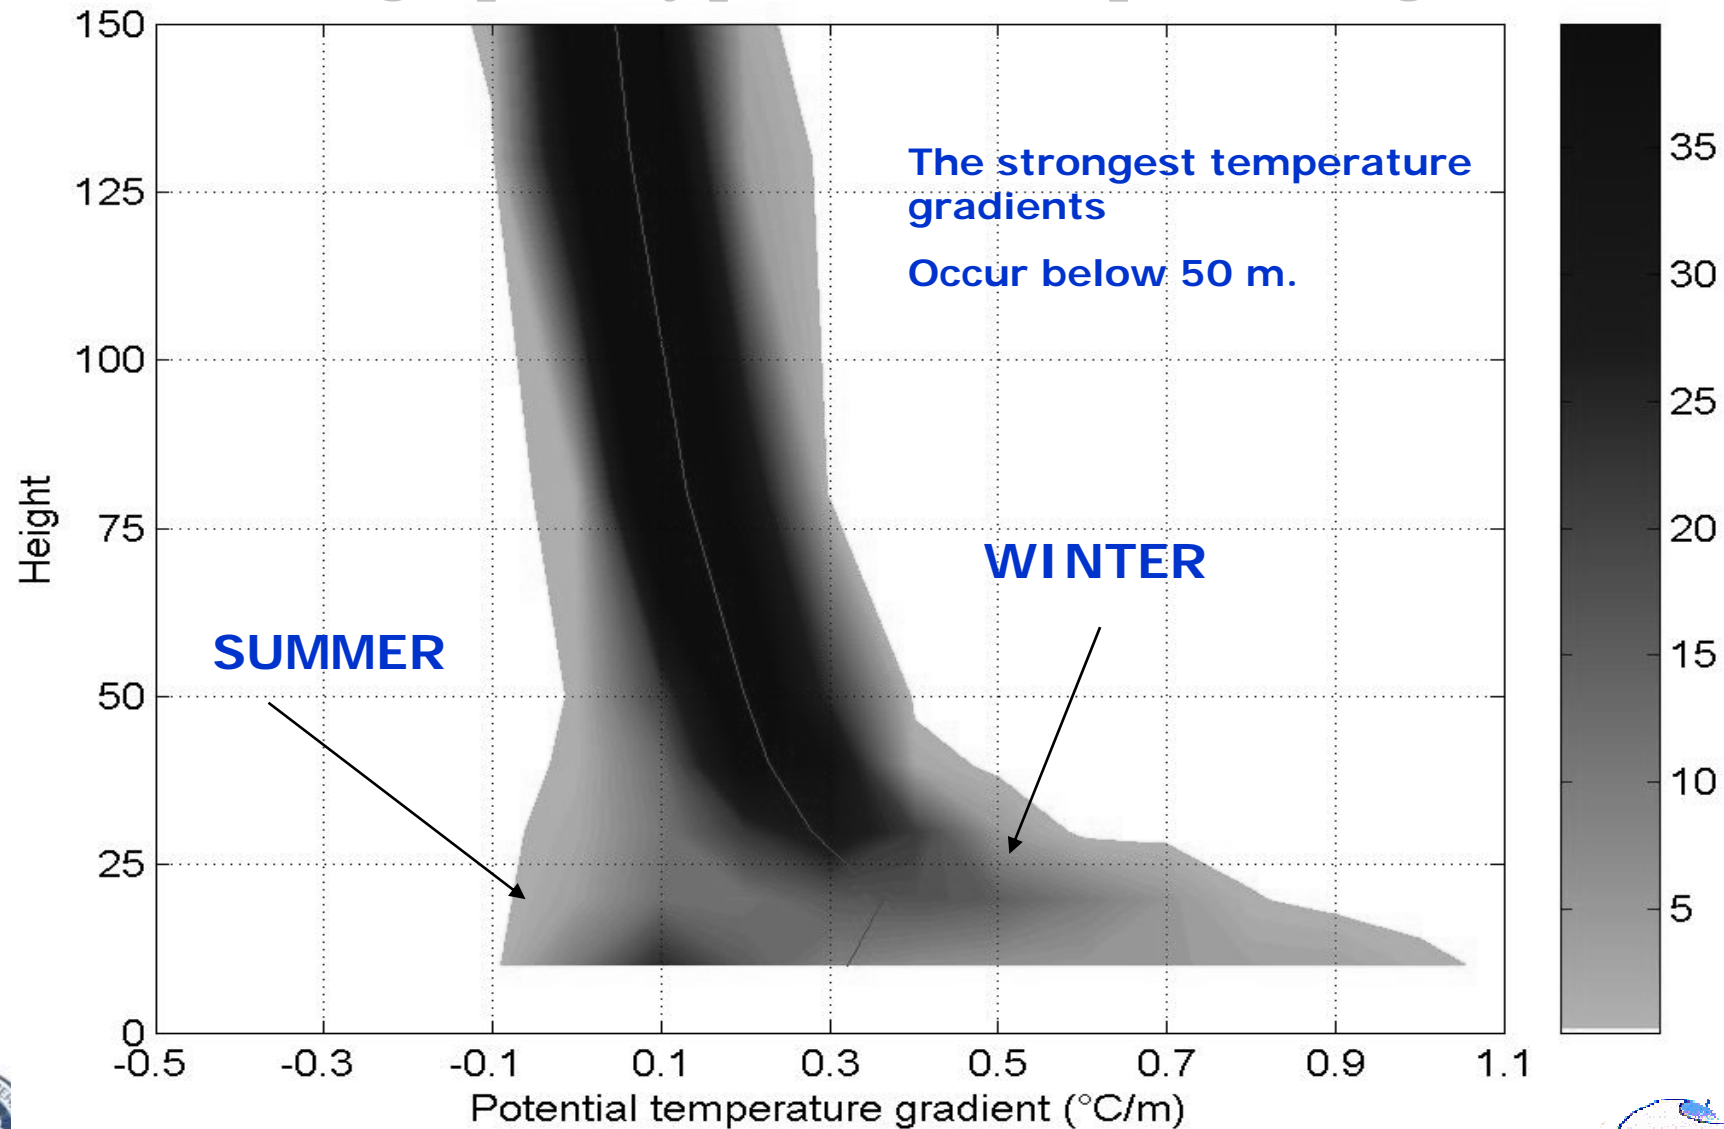 150
125
100
75
50
25
0
Height
-0.5 -0.3 -0.1 0.1 0.3 0.5 0.7 0.9 1.1
Potential temperature gradient (°C/m)
The strongest temperature
gradients
Occur below 50 m.
WINTER
SUMMER
35
30
25
20
15
10
5